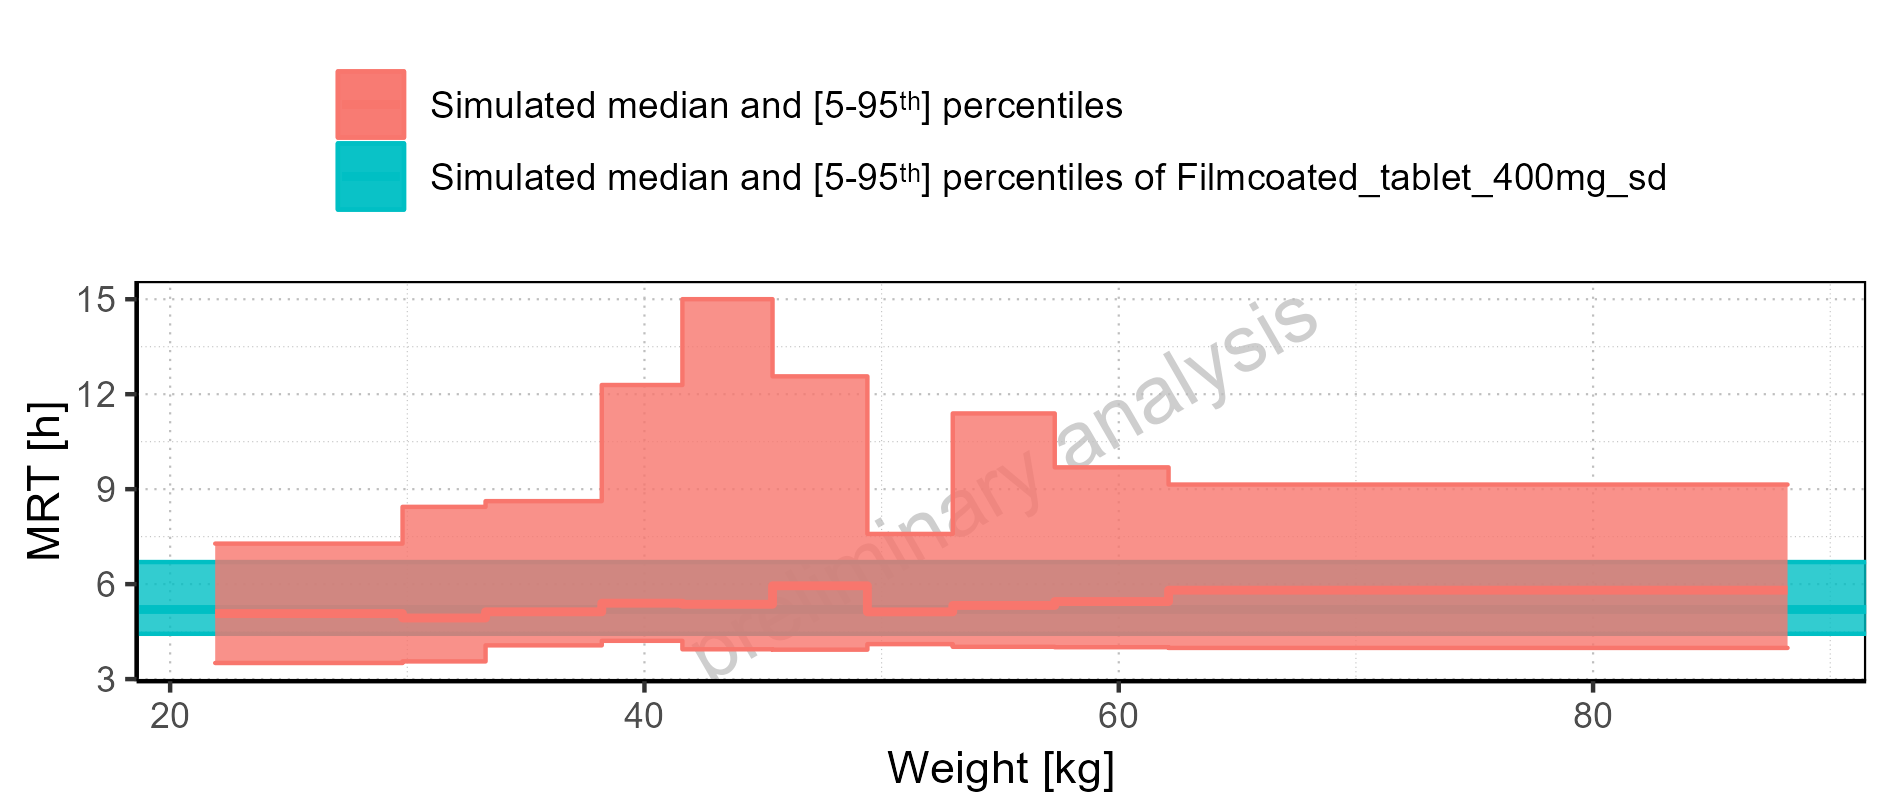 Simulated median and [5-95th] percentiles
Simulated median and [5-95th] percentiles of Filmcoated_tablet_400mg_sd
15
12
9
6
3
MRT [h]
preliminary analysis
20 40 60 80
Weight [kg]